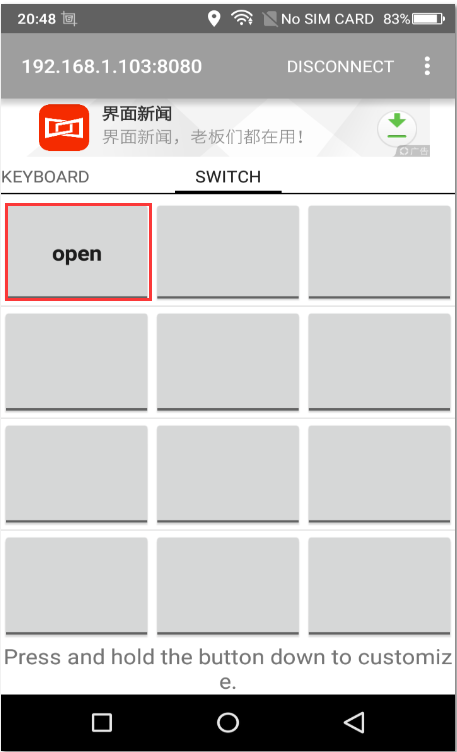 20:48 No SIM CARD 83%
192.168.1.103:8080 DISCONNECT
界面新闻
界面新闻，老板们都在用！
广告
KEYBOARD SWITCH
open
Press and hold the button down to customiz
e.